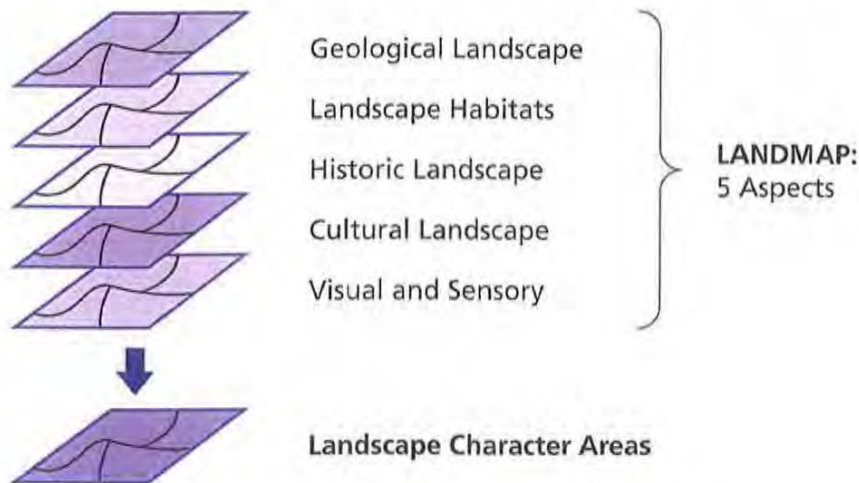 Geological Landscape
Landscape Habitats
Historic Landscape
Cultural Landscape
Visual and Sensory
LANDMAP:
5 Aspects
Landscape Character Areas